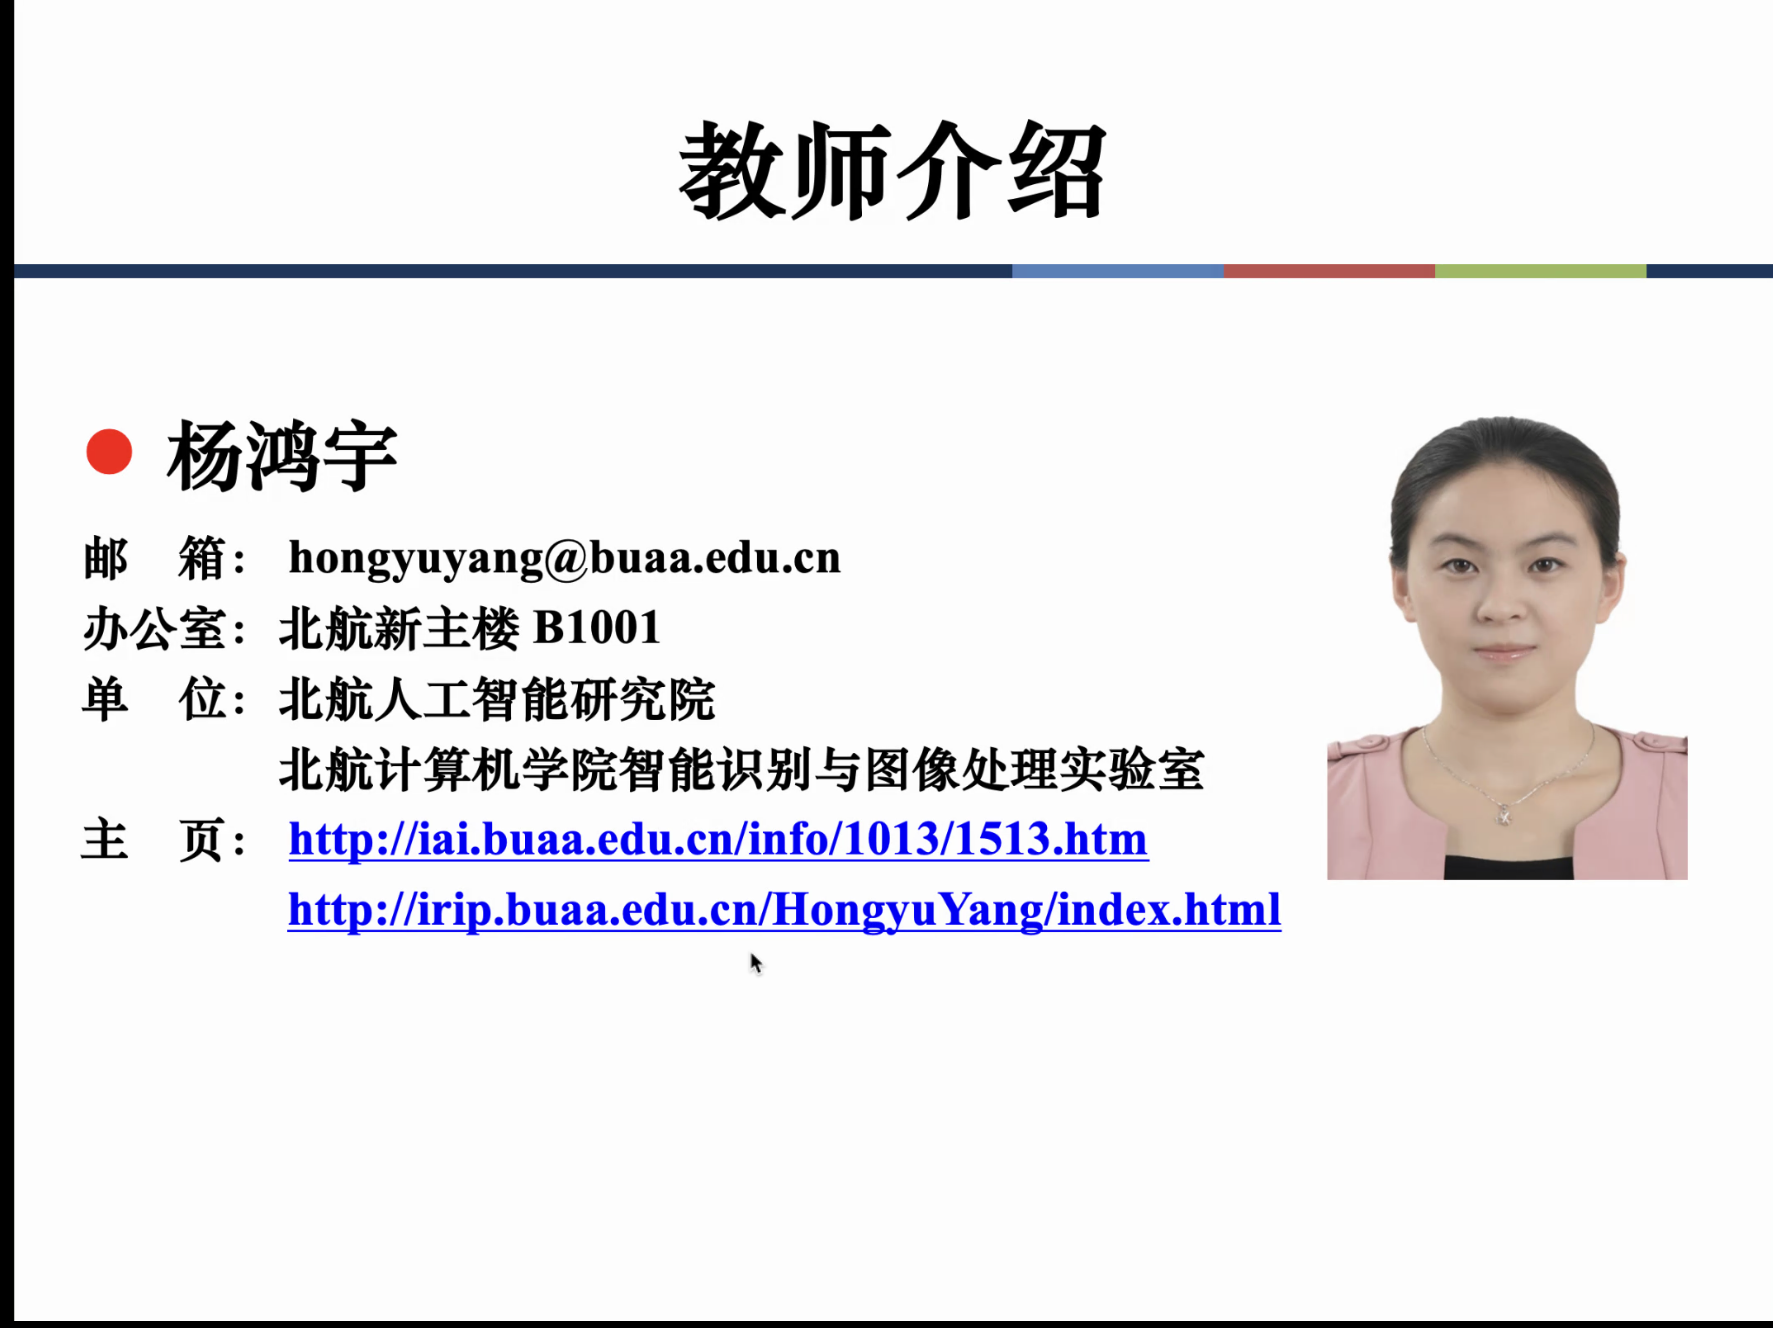 教师介绍
杨鸿宇
邮 箱： hongyuyang@buaa.edu.cn
办公室：北航新主楼 B1001
单 位：北航人工智能研究院
北航计算机学院智能识别与图像处理实验室
主 页： http://iai.buaa.edu.cn/info/1013/1513.htm
http://irip.buaa.edu.cn/HongyuYang/index.html